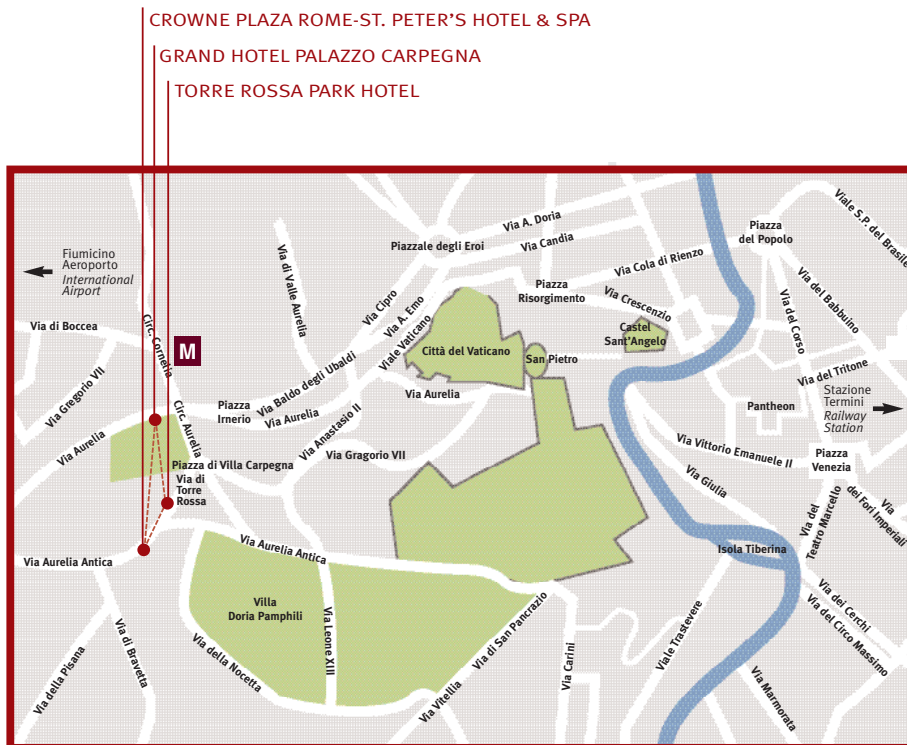 CROWNE PLAZA ROME-ST. PETER'S HOTEL & SPA
GRAND HOTEL PALAZZO CARPEGNA
TORRE ROSSA PARK HOTEL
Fiumicino
Aeroporto
International
Airport
Via di Boccea
Via Gregorio VII
Via Aurelia
Circ. Cornelia
M
Circ. Aurelia
Piazza di Villa Carpegna
Via di
Torre
Rossa
Via Aurelia Antica
Via della Pisana
Via di Bravetta
Via di Valle Aurelia
Piazza
Irnerio
Via Baldo degli Ubaldi
Via Aurelia
Via Anastasio II
Via Gragorio VII
Via Cipro
Via A. Emo
Viale Vaticano
Piazzale degli Eroi
Via A. Doria
Via Candia
Via Cola di Rienzo
Piazza
Risorgimento
Via Crescenzio
Città del Vaticano
San Pietro
Castel
Sant'Angelo
Via Aurelia
Piazza
del Popolo
Viale S.P. del Brasile
Via del Babbuino
Via del Corso
Via del Tritone
Stazione
Termini
Railway
Station
Pantheon
Via Vittorio Emanuele II
Piazza
Venezia
Via Giulia
Via del
Teatro Marcello
Via
dei Fori Imperiali
Isola Tiberina
Via dei Cerchi
Via del Circo Massimo
Via Marmorata
Viale Trastevere
Via Carini
Via di San Pancrazio
Via Vitellia
Via Aurelia Antica
Villa
Doria Pamphili
Via Leone XIII
Via della Nocetta